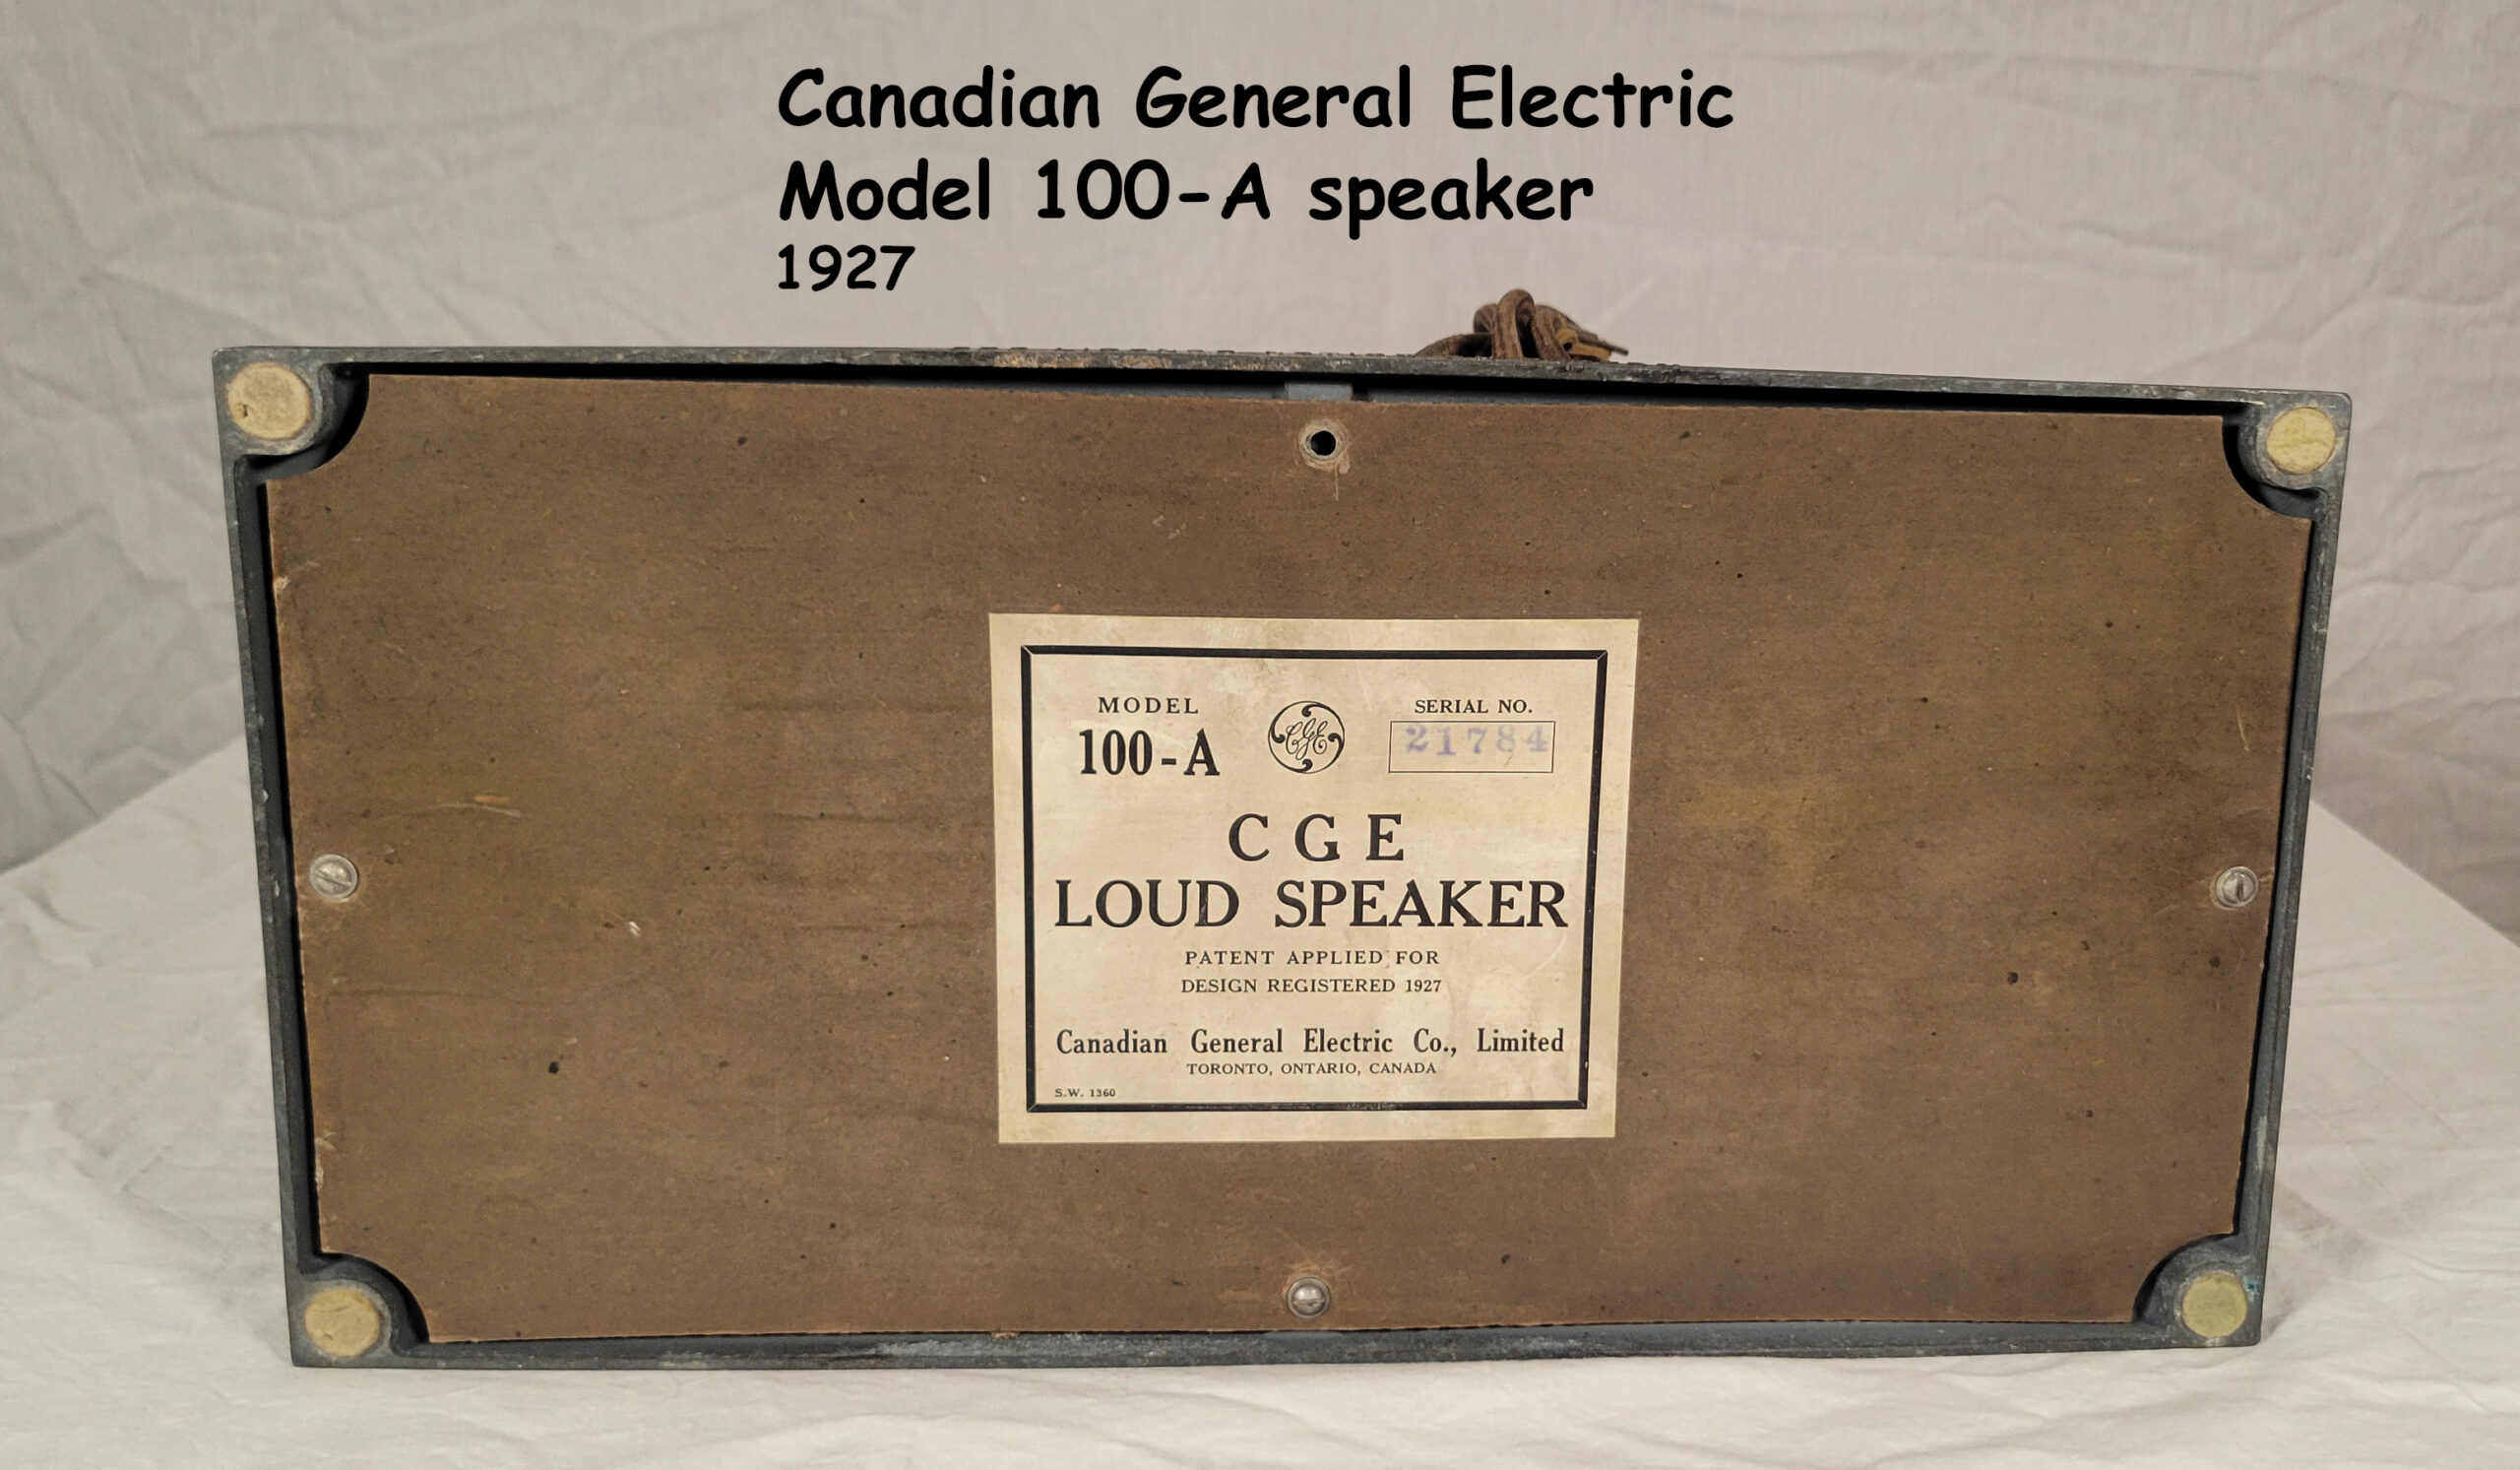 Canadian General Electric
Model 100-A speaker
1927
MODEL
100-A
CGE
SERIAL NO.
21784
C G E
LOUD SPEAKER
PATENT APPLIED FOR
DESIGN REGISTERED 1927
Canadian General Electric Co., Limited
TORONTO, ONTARIO, CANADA
S.W. 1360